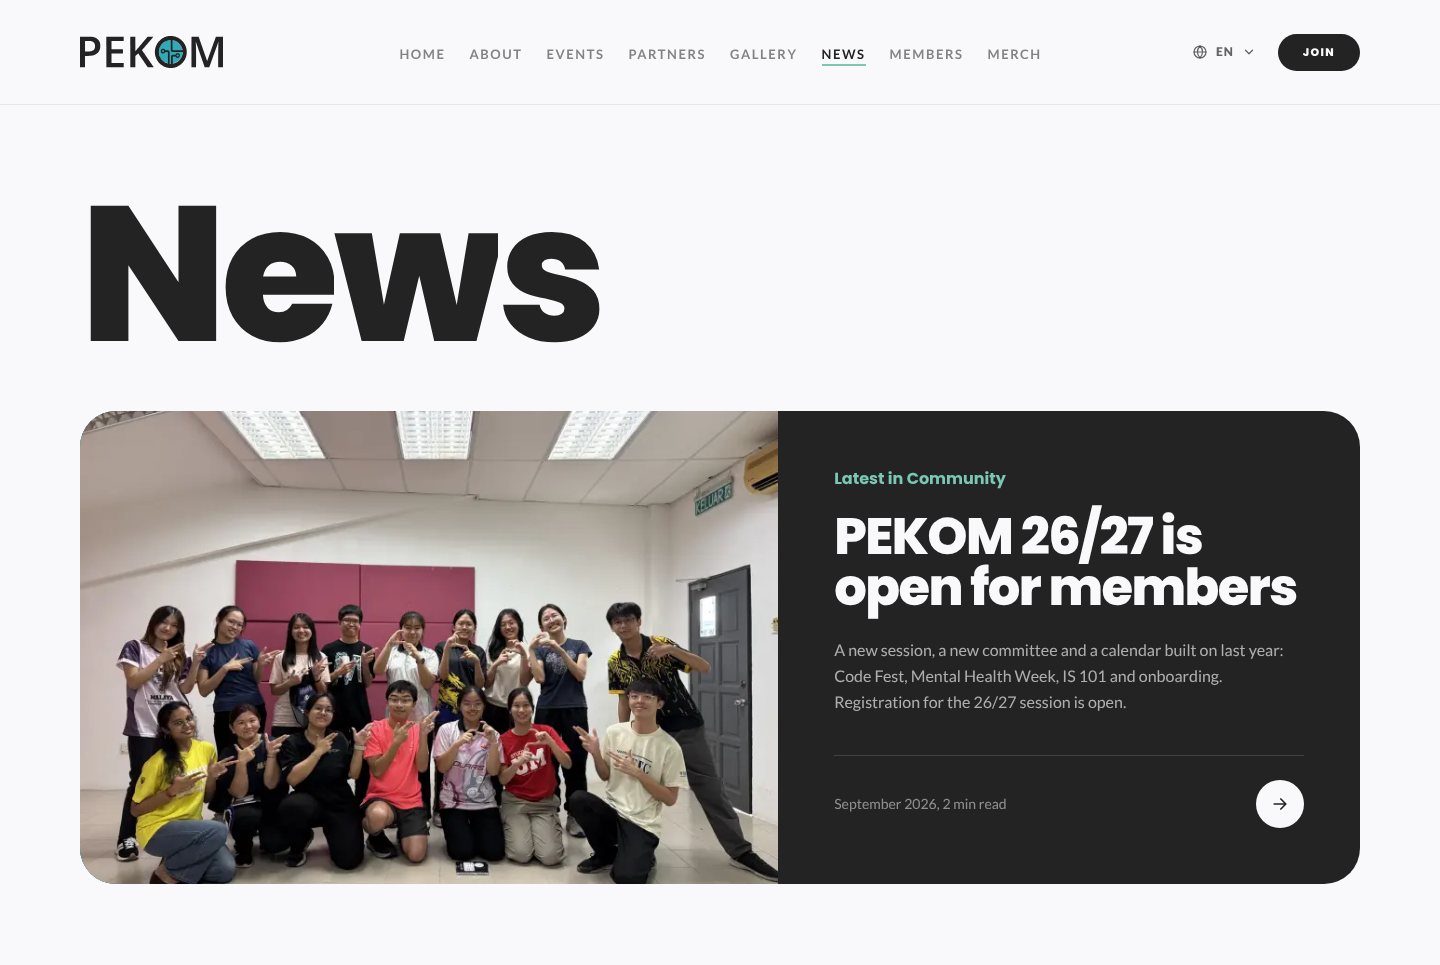 PEKOM
HOME ABOUT EVENTS PARTNERS GALLERY NEWS MEMBERS MERCH
EN
JOIN
News
KELUAR
Latest in Community
PEKOM 26/27 is
open for members
A new session, a new committee and a calendar built on last year:
Code Fest, Mental Health Week, IS 101 and onboarding.
Registration for the 26/27 session is open.
September 2026, 2 min read